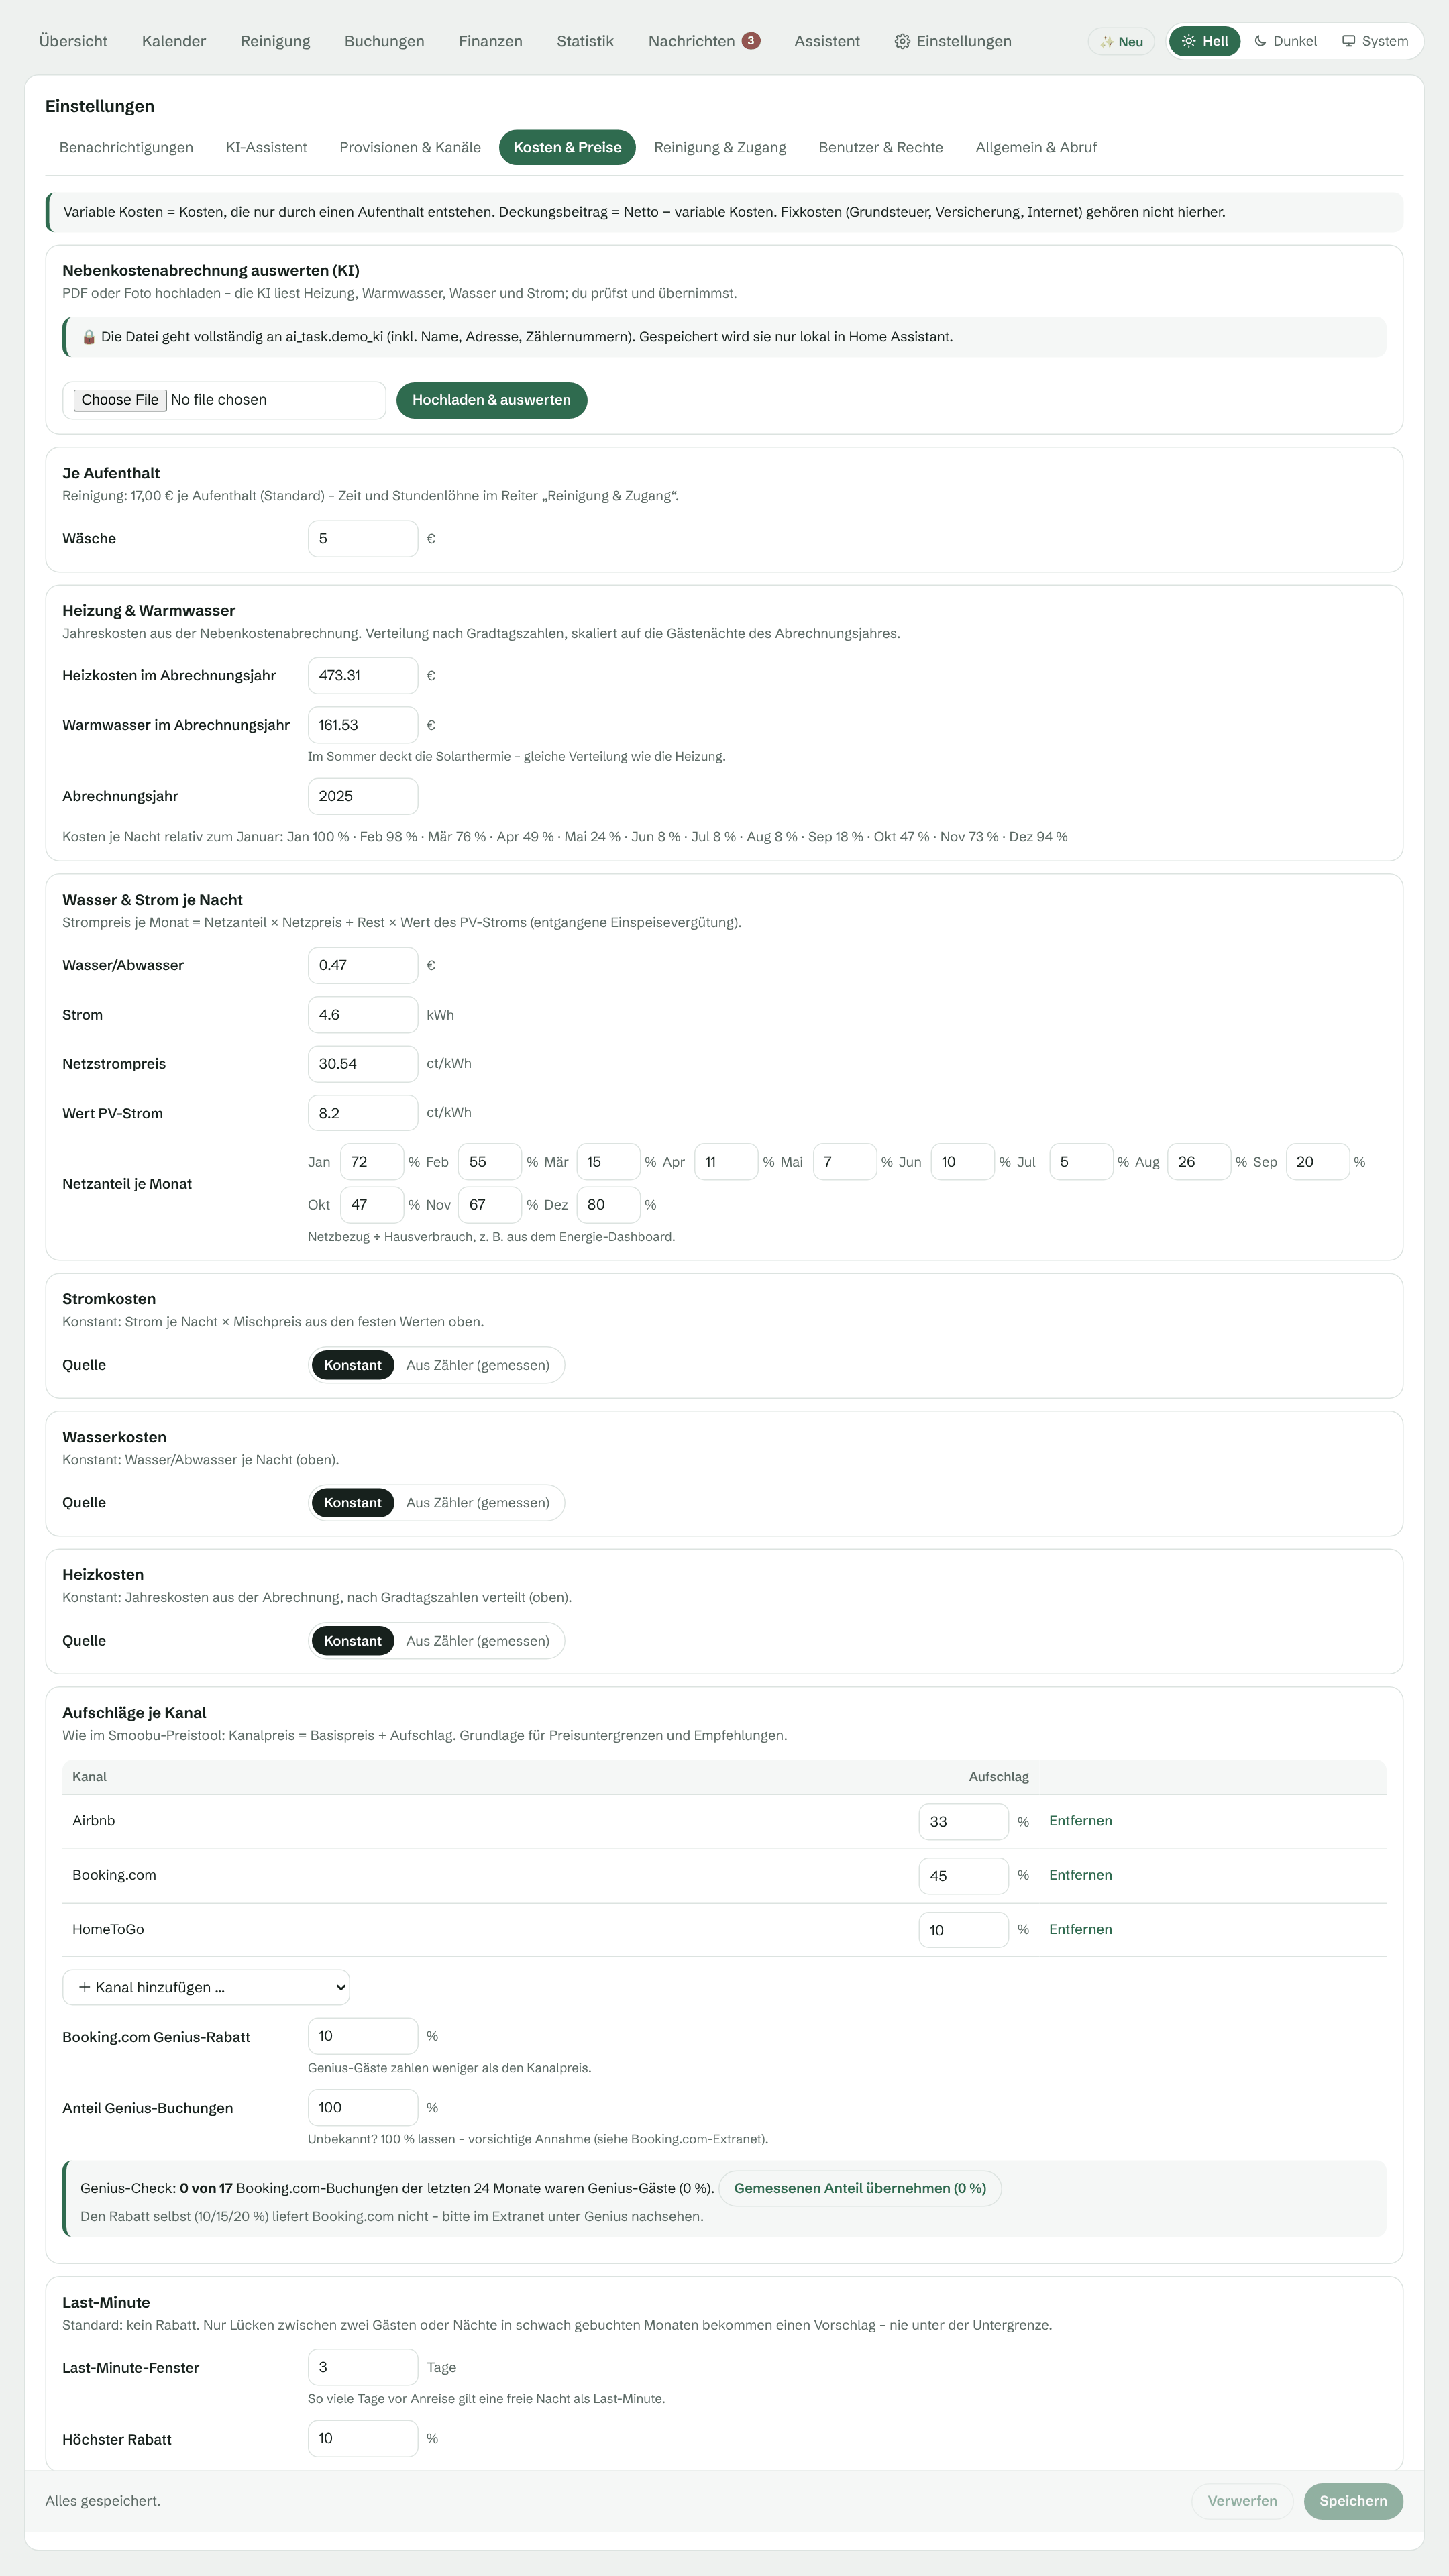 Übersicht Kalender Reinigung Buchungen Finanzen Statistik Nachrichten 3 Assistent Einstellungen ✨ Neu Hell Dunkel System
Einstellungen
Benachrichtigungen KI-Assistent Provisionen & Kanäle Kosten & Preise Reinigung & Zugang Benutzer & Rechte Allgemein & Abruf
Variable Kosten = Kosten, die nur durch einen Aufenthalt entstehen. Deckungsbeitrag = Netto − variable Kosten. Fixkosten (Grundsteuer, Versicherung, Internet) gehören nicht hierher.
Nebenkostenabrechnung auswerten (KI)
PDF oder Foto hochladen – die KI liest Heizung, Warmwasser, Wasser und Strom; du prüfst und übernimmst.
🔒 Die Datei geht vollständig an ai_task.demo_ki (inkl. Name, Adresse, Zählernummern). Gespeichert wird sie nur lokal in Home Assistant.
Choose File No file chosen Hochladen & auswerten
Je Aufenthalt
Reinigung: 17,00 € je Aufenthalt (Standard) – Zeit und Stundenlöhne im Reiter „Reinigung & Zugang“.
Wäsche 5 €
Heizung & Warmwasser
Jahreskosten aus der Nebenkostenabrechnung. Verteilung nach Gradtagszahlen, skaliert auf die Gästenächte des Abrechnungsjahres.
Heizkosten im Abrechnungsjahr 473.31 €
Warmwasser im Abrechnungsjahr 161.53 €
Im Sommer deckt die Solarthermie – gleiche Verteilung wie die Heizung.
Abrechnungsjahr 2025
Kosten je Nacht relativ zum Januar: Jan 100 % · Feb 98 % · Mär 76 % · Apr 49 % · Mai 24 % · Jun 8 % · Jul 8 % · Aug 8 % · Sep 18 % · Okt 47 % · Nov 73 % · Dez 94 %
Wasser & Strom je Nacht
Strompreis je Monat = Netzanteil × Netzpreis + Rest × Wert des PV-Stroms (entgangene Einspeisevergütung).
Wasser/Abwasser 0.47 €
Strom 4.6 kWh
Netzstrompreis 30.54 ct/kWh
Wert PV-Strom 8.2 ct/kWh
Netzanteil je Monat
Jan 72 % Feb 55 % Mär 15 % Apr 11 % Mai 7 % Jun 10 % Jul 5 % Aug 26 % Sep 20 %
Okt 47 % Nov 67 % Dez 80 %
Netzbezug ÷ Hausverbrauch, z. B. aus dem Energie-Dashboard.
Stromkosten
Konstant: Strom je Nacht × Mischpreis aus den festen Werten oben.
Quelle Konstant Aus Zähler (gemessen)
Wasserkosten
Konstant: Wasser/Abwasser je Nacht (oben).
Quelle Konstant Aus Zähler (gemessen)
Heizkosten
Konstant: Jahreskosten aus der Abrechnung, nach Gradtagszahlen verteilt (oben).
Quelle Konstant Aus Zähler (gemessen)
Aufschläge je Kanal
Wie im Smoobu-Preistool: Kanalpreis = Basispreis + Aufschlag. Grundlage für Preisuntergrenzen und Empfehlungen.
Kanal Aufschlag
Airbnb 33 % Entfernen
Booking.com 45 % Entfernen
HomeToGo 10 % Entfernen
+ Kanal hinzufügen …
Booking.com Genius-Rabatt 10 %
Genius-Gäste zahlen weniger als den Kanalpreis.
Anteil Genius-Buchungen 100 %
Unbekannt? 100 % lassen – vorsichtige Annahme (siehe Booking.com-Extranet).
Genius-Check: 0 von 17 Booking.com-Buchungen der letzten 24 Monate waren Genius-Gäste (0 %). Gemessenen Anteil übernehmen (0 %)
Den Rabatt selbst (10/15/20 %) liefert Booking.com nicht – bitte im Extranet unter Genius nachsehen.
Last-Minute
Standard: kein Rabatt. Nur Lücken zwischen zwei Gästen oder Nächte in schwach gebuchten Monaten bekommen einen Vorschlag – nie unter der Untergrenze.
Last-Minute-Fenster 3 Tage
So viele Tage vor Anreise gilt eine freie Nacht als Last-Minute.
Höchster Rabatt 10 %
Alles gespeichert. Verwerfen Speichern